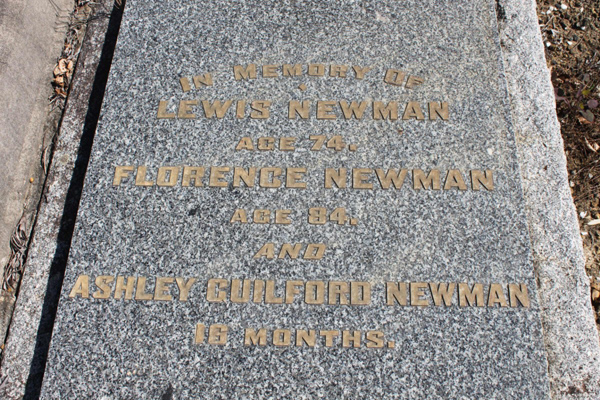 IN MEMORY OF
LEWIS NEWMAN
AGE 74.
FLORENCE NEWMAN
AGE 84.
AND
ASHLEY GUILFORD NEWMAN
16 MONTHS.